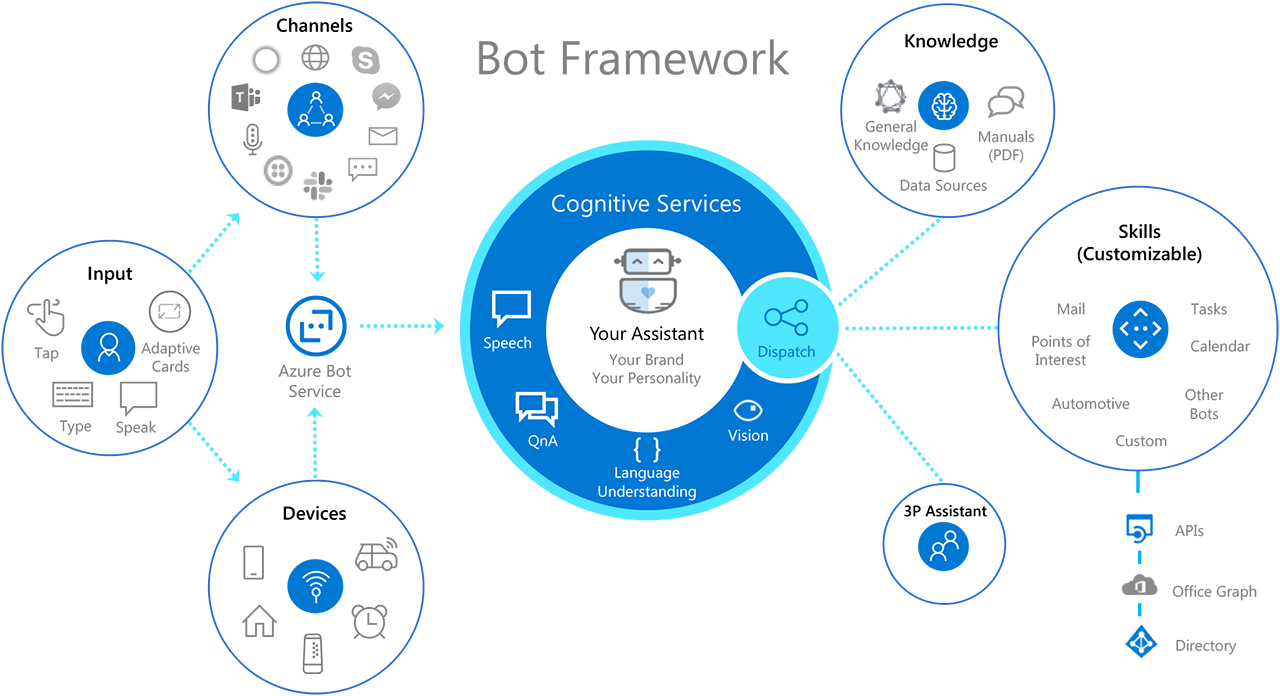 Bot Framework
Channels
T
S
Input
Tap
Adaptive
Cards
Type
Speak
Azure Bot
Service
Devices
Cognitive Services
Your Assistant
Your Brand
Your Personality
Speech
QnA
{ }
Language
Understanding
Vision
Dispatch
Knowledge
General
Knowledge
Manuals
(PDF)
Data Sources
Skills
(Customizable)
Mail
Tasks
Points of
Interest
Calendar
Automotive
Other
Bots
Custom
3P Assistant
APIs
Office Graph
Directory